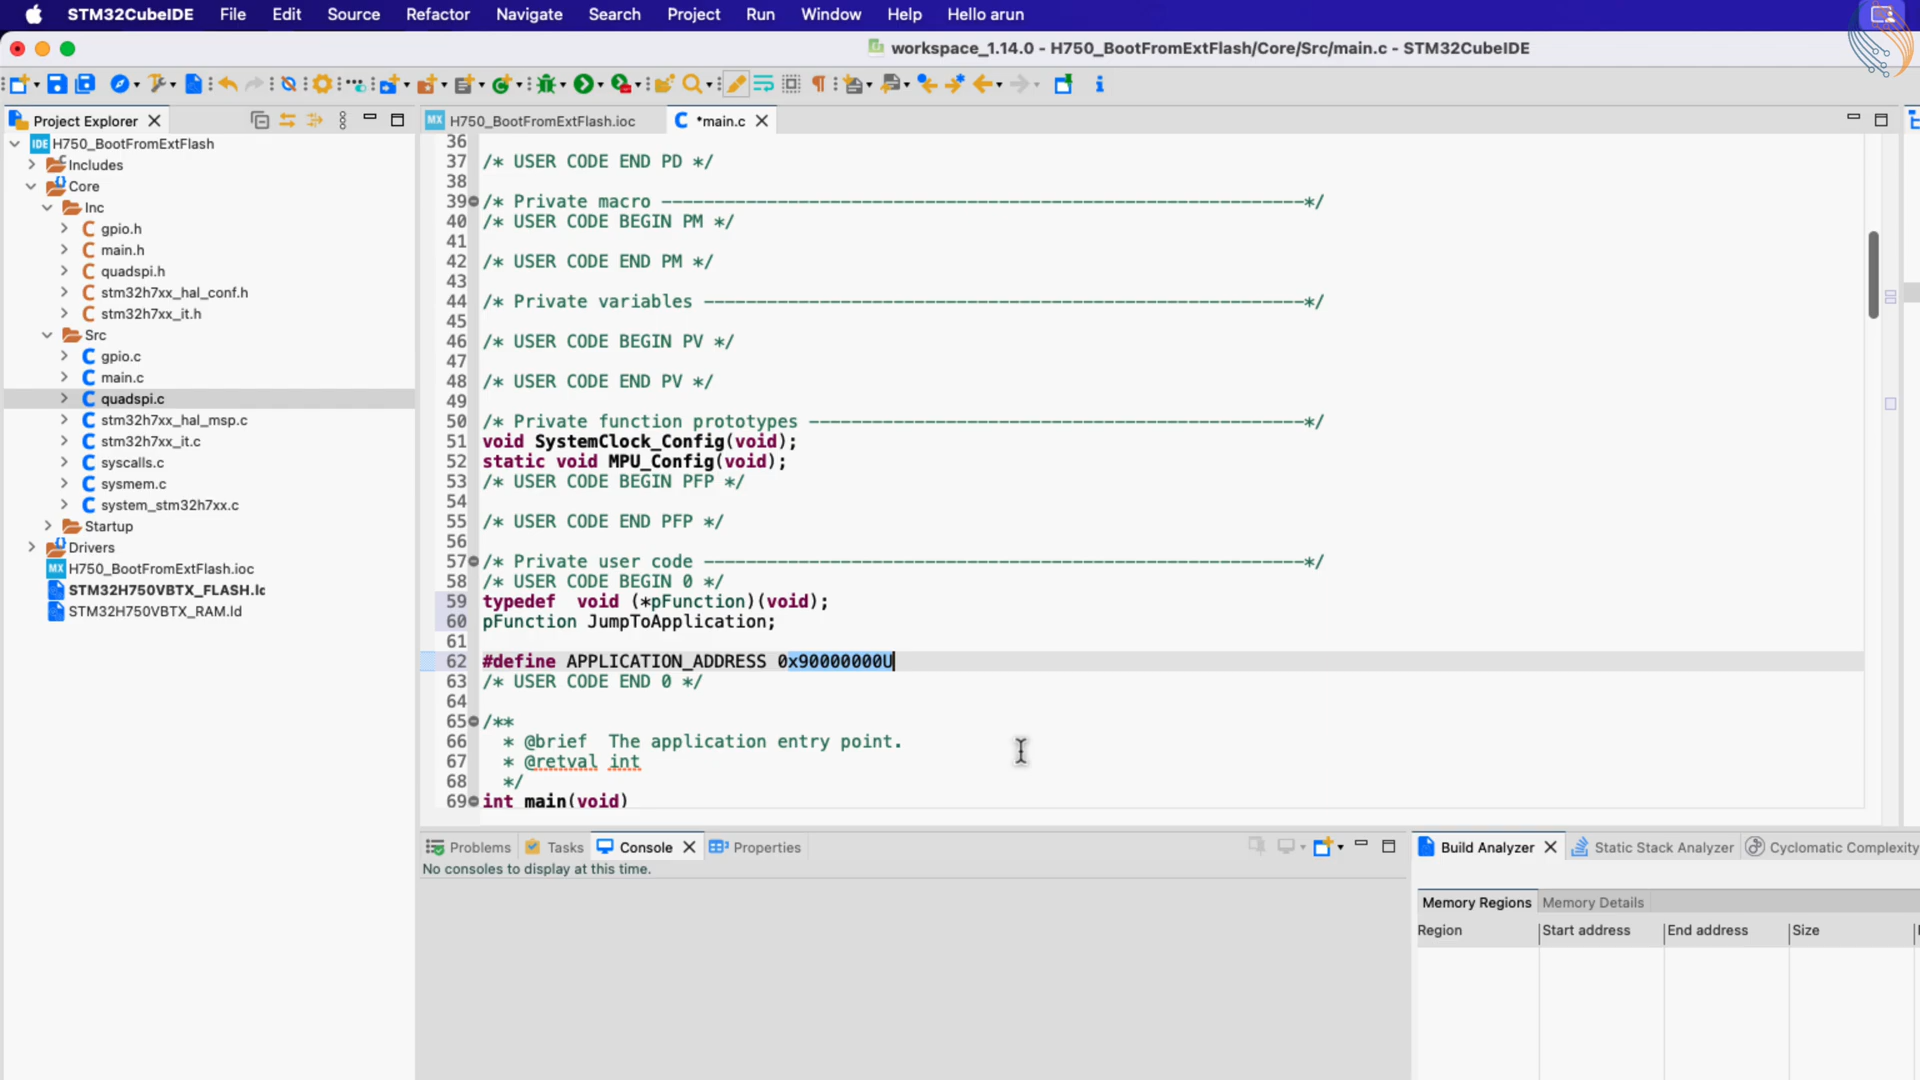 STM32CubeIDE File Edit Source Refactor Navigate Search Project Run Window Help Hello arun
workspace_1.14.0 - H750_BootFromExtFlash/Core/Src/main.c - STM32CubeIDE
Project Explorer
H750_BootFromExtFlash
Includes
Core
Inc
gpio.h
main.h
quadspi.h
stm32h7xx_hal_conf.h
stm32h7xx_it.h
Src
gpio.c
main.c
quadspi.c
stm32h7xx_hal_msp.c
stm32h7xx_it.c
syscalls.c
sysmem.c
system_stm32h7xx.c
Startup
Drivers
H750_BootFromExtFlash.ioc
STM32H750VBTX_FLASH.lc
STM32H750VBTX_RAM.ld
H750_BootFromExtFlash.ioc *main.c
36
37 /* USER CODE END PD */
38
39 /* Private macro -------------------------------------------------------------*/
40 /* USER CODE BEGIN PM */
41
42 /* USER CODE END PM */
43
44 /* Private variables ---------------------------------------------------------*/
45
46 /* USER CODE BEGIN PV */
47
48 /* USER CODE END PV */
49
50 /* Private function prototypes -----------------------------------------------*/
51 void SystemClock_Config(void);
52 static void MPU_Config(void);
53 /* USER CODE BEGIN PFP */
54
55 /* USER CODE END PFP */
56
57 /* Private user code ---------------------------------------------------------*/
58 /* USER CODE BEGIN 0 */
59 typedef  void (*pFunction)(void);
60 pFunction JumpToApplication;
61
62 #define APPLICATION_ADDRESS 0x90000000U
63 /* USER CODE END 0 */
64
65 /**
66 * @brief  The application entry point.
67 * @retval int
68 */
69 int main(void)
Problems Tasks Console Properties
No consoles to display at this time.
Build Analyzer Static Stack Analyzer Cyclomatic Complexity
Memory Regions Memory Details
Region Start address End address Size